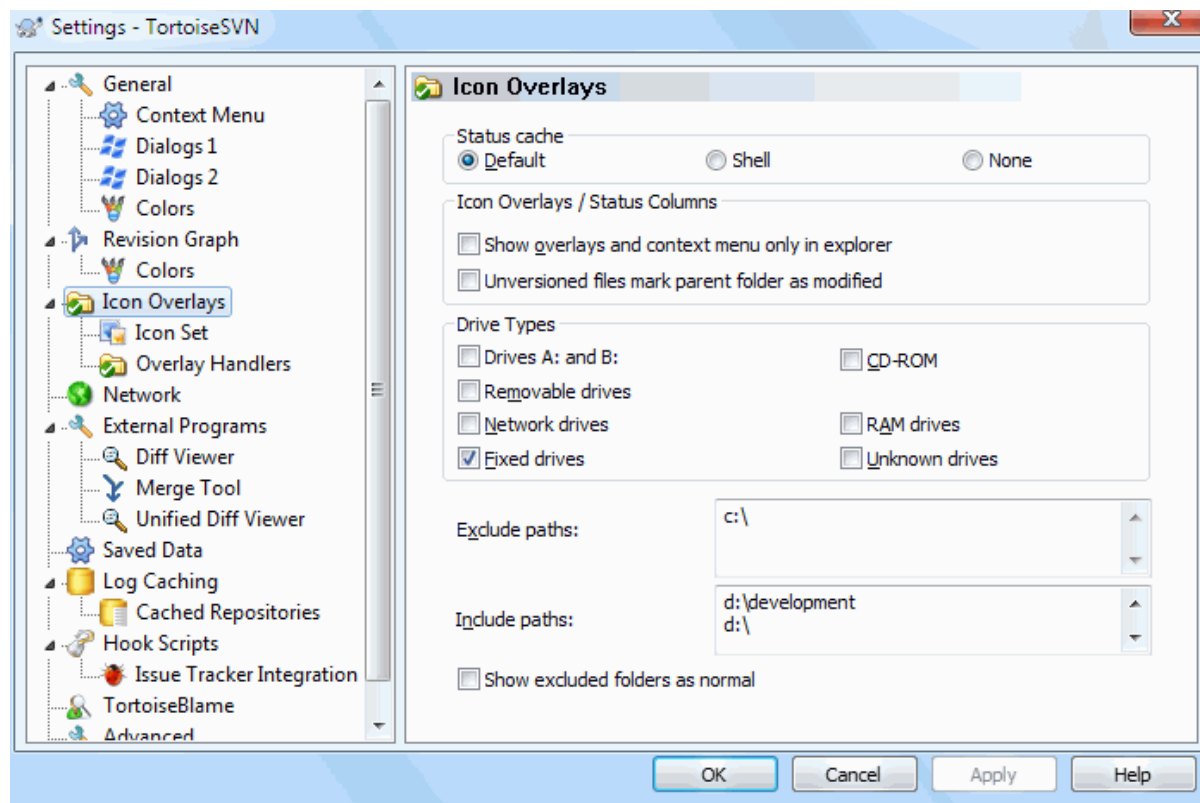 Settings - TortoiseSVN
General
Context Menu
Dialogs 1
Dialogs 2
Colors
Revision Graph
Colors
Icon Overlays
Icon Set
Overlay Handlers
Network
External Programs
Diff Viewer
Merge Tool
Unified Diff Viewer
Saved Data
Log Caching
Cached Repositories
Hook Scripts
Issue Tracker Integration
TortoiseBlame
Advanced
Icon Overlays
Status cache
Default Shell None
Icon Overlays / Status Columns
Show overlays and context menu only in explorer
Unversioned files mark parent folder as modified
Drive Types
Drives A: and B: CD-ROM
Removable drives
Network drives RAM drives
Fixed drives Unknown drives
Exclude paths: c:\
Include paths: d:\development
d:\
Show excluded folders as normal
OK Cancel Apply Help